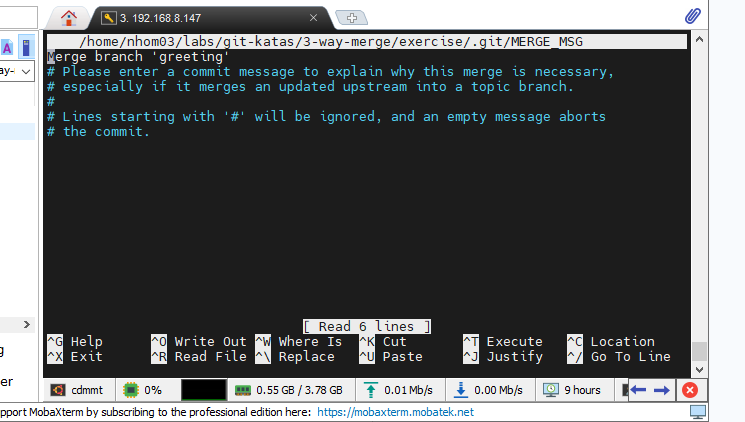 3. 192.168.8.147
/home/nhom03/labs/git-katas/3-way-merge/exercise/.git/MERGE_MSG
Merge branch 'greeting'
# Please enter a commit message to explain why this merge is necessary,
# especially if it merges an updated upstream into a topic branch.
#
# Lines starting with '#' will be ignored, and an empty message aborts
# the commit.
[ Read 6 lines ]
^G Help ^O Write Out ^W Where Is ^K Cut ^T Execute ^C Location
^X Exit ^R Read File ^\ Replace ^U Paste ^J Justify ^/ Go To Line
cdmmt 0% 0.55 GB / 3.78 GB 0.01 Mb/s 0.00 Mb/s 9 hours
pport MobaXterm by subscribing to the professional edition here: https://mobaxterm.mobatek.net
A
ay-
g
er